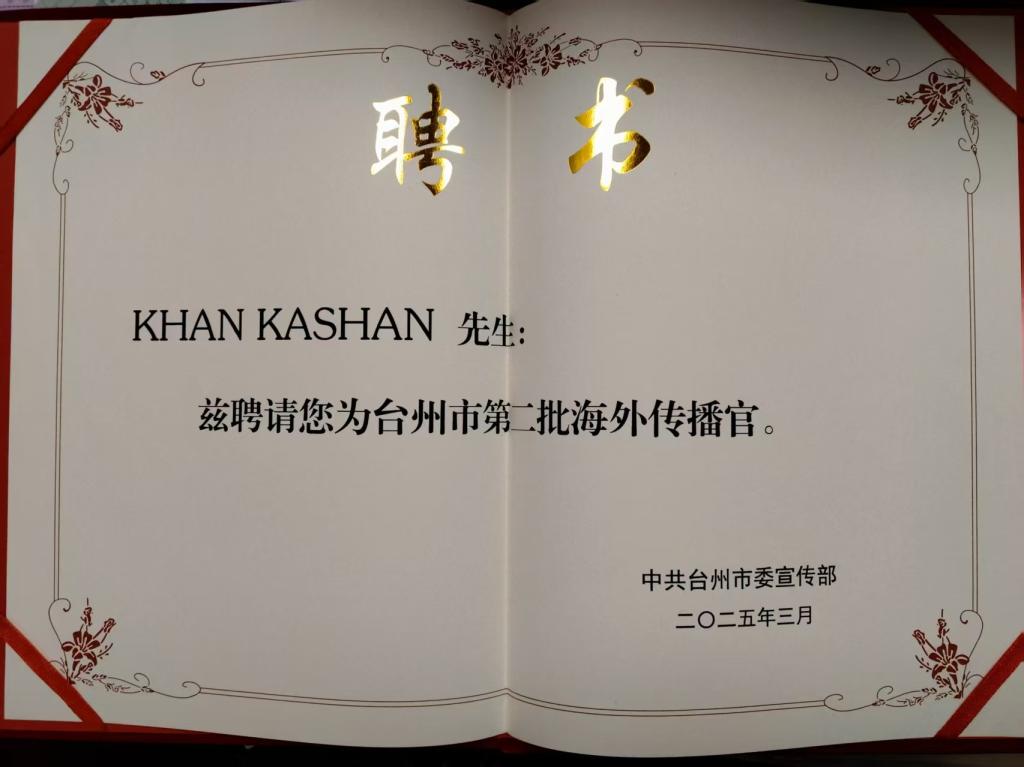 聘书
KHAN KASHAN 先生:
兹聘请您为台州市第二批海外传播官。
中共台州市委宣传部
二〇二五年三月